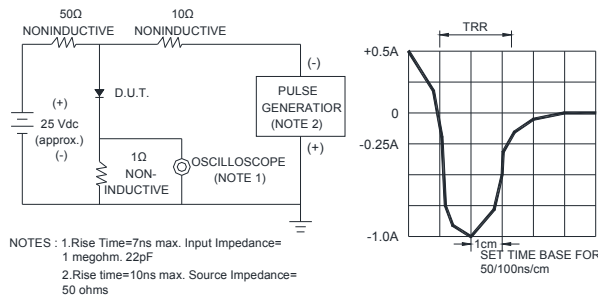 50Ω
NONINDUCTIVE
10Ω
NONINDUCTIVE
(+)
25 Vdc
(approx.)
(-)
D.U.T.
1Ω
NON-
INDUCTIVE
OSCILLOSCOPE
(NOTE 1)
(-)
PULSE
GENERATIOR
(NOTE 2)
(+)
TRR
+0.5A
0
-0.25A
-1.0A
1cm
SET TIME BASE FOR
50/100ns/cm
NOTES : 1.Rise Time=7ns max. Input Impedance=
1 megohm. 22pF
2.Rise time=10ns max. Source Impedance=
50 ohms